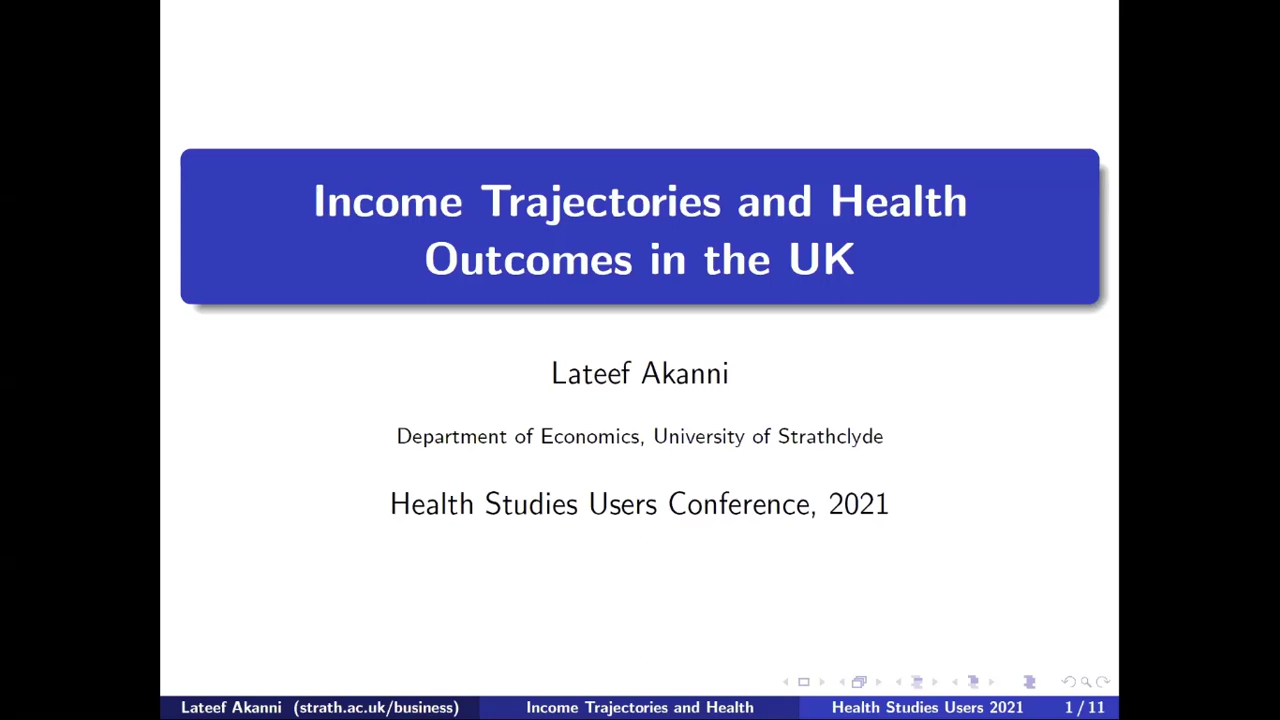 Income Trajectories and Health
Outcomes in the UK
Lateef Akanni
Department of Economics, University of Strathclyde
Health Studies Users Conference, 2021
Lateef Akanni (strath.ac.uk/business)
Income Trajectories and Health
Health Studies Users 2021
1 / 11